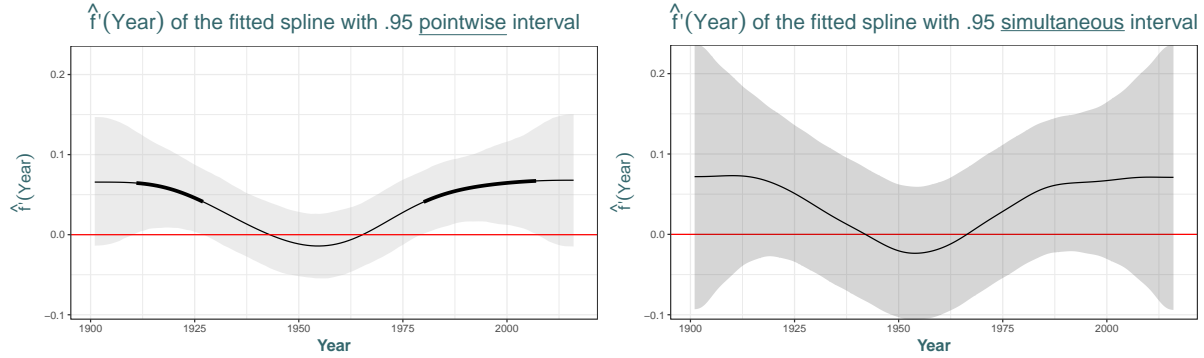 f̂'(Year) of the fitted spline with .95 pointwise interval
0.2
0.1
0.0
−0.1
f̂'(Year)
1900 1925 1950 1975 2000
Year
f̂'(Year) of the fitted spline with .95 simultaneous interval
0.2
0.1
0.0
−0.1
f̂'(Year)
1900 1925 1950 1975 2000
Year